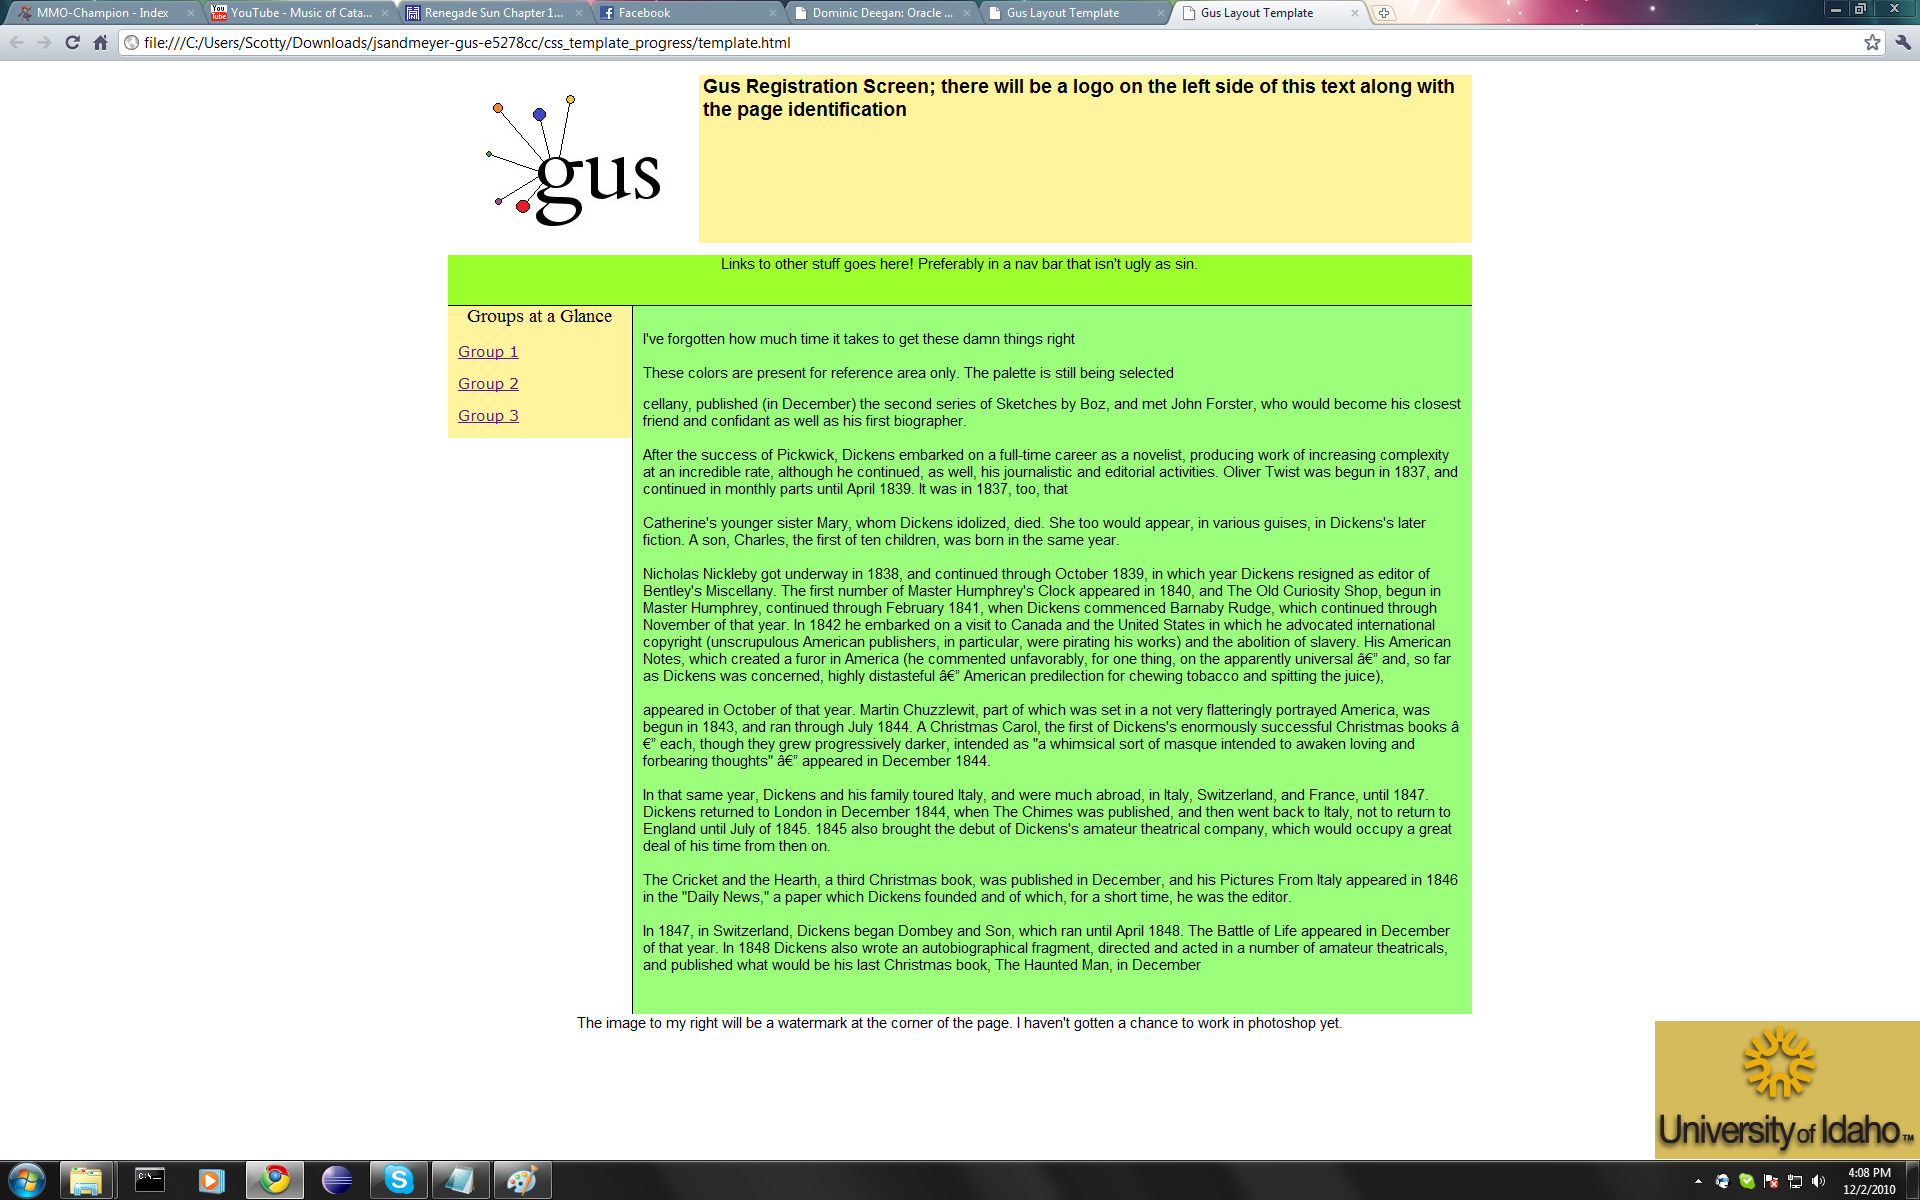 MMO-Champion - Index
YouTube - Music of Cata...
Renegade Sun Chapter 1...
Facebook
Dominic Deegan: Oracle ...
Gus Layout Template
Gus Layout Template
file:///C:/Users/Scotty/Downloads/jsandmeyer-gus-e5278cc/css_template_progress/template.html
gus
Gus Registration Screen; there will be a logo on the left side of this text along with
the page identification
Links to other stuff goes here! Preferably in a nav bar that isn't ugly as sin.
Groups at a Glance
Group 1
Group 2
Group 3
I've forgotten how much time it takes to get these damn things right
These colors are present for reference area only. The palette is still being selected
cellany, published (in December) the second series of Sketches by Boz, and met John Forster, who would become his closest
friend and confidant as well as his first biographer.
After the success of Pickwick, Dickens embarked on a full-time career as a novelist, producing work of increasing complexity
at an incredible rate, although he continued, as well, his journalistic and editorial activities. Oliver Twist was begun in 1837, and
continued in monthly parts until April 1839. It was in 1837, too, that
Catherine's younger sister Mary, whom Dickens idolized, died. She too would appear, in various guises, in Dickens's later
fiction. A son, Charles, the first of ten children, was born in the same year.
Nicholas Nickleby got underway in 1838, and continued through October 1839, in which year Dickens resigned as editor of
Bentley's Miscellany. The first number of Master Humphrey's Clock appeared in 1840, and The Old Curiosity Shop, begun in
Master Humphrey, continued through February 1841, when Dickens commenced Barnaby Rudge, which continued through
November of that year. In 1842 he embarked on a visit to Canada and the United States in which he advocated international
copyright (unscrupulous American publishers, in particular, were pirating his works) and the abolition of slavery. His American
Notes, which created a furor in America (he commented unfavorably, for one thing, on the apparently universal â€” and, so far
as Dickens was concerned, highly distasteful â€” American predilection for chewing tobacco and spitting the juice),
appeared in October of that year. Martin Chuzzlewit, part of which was set in a not very flatteringly portrayed America, was
begun in 1843, and ran through July 1844. A Christmas Carol, the first of Dickens's enormously successful Christmas books â
€” each, though they grew progressively darker, intended as "a whimsical sort of masque intended to awaken loving and
forbearing thoughts" â€” appeared in December 1844.
In that same year, Dickens and his family toured Italy, and were much abroad, in Italy, Switzerland, and France, until 1847.
Dickens returned to London in December 1844, when The Chimes was published, and then went back to Italy, not to return to
England until July of 1845. 1845 also brought the debut of Dickens's amateur theatrical company, which would occupy a great
deal of his time from then on.
The Cricket and the Hearth, a third Christmas book, was published in December, and his Pictures From Italy appeared in 1846
in the "Daily News," a paper which Dickens founded and of which, for a short time, he was the editor.
In 1847, in Switzerland, Dickens began Dombey and Son, which ran until April 1848. The Battle of Life appeared in December
of that year. In 1848 Dickens also wrote an autobiographical fragment, directed and acted in a number of amateur theatricals,
and published what would be his last Christmas book, The Haunted Man, in December
The image to my right will be a watermark at the corner of the page. I haven't gotten a chance to work in photoshop yet.
University of Idaho™
4:08 PM
12/2/2010